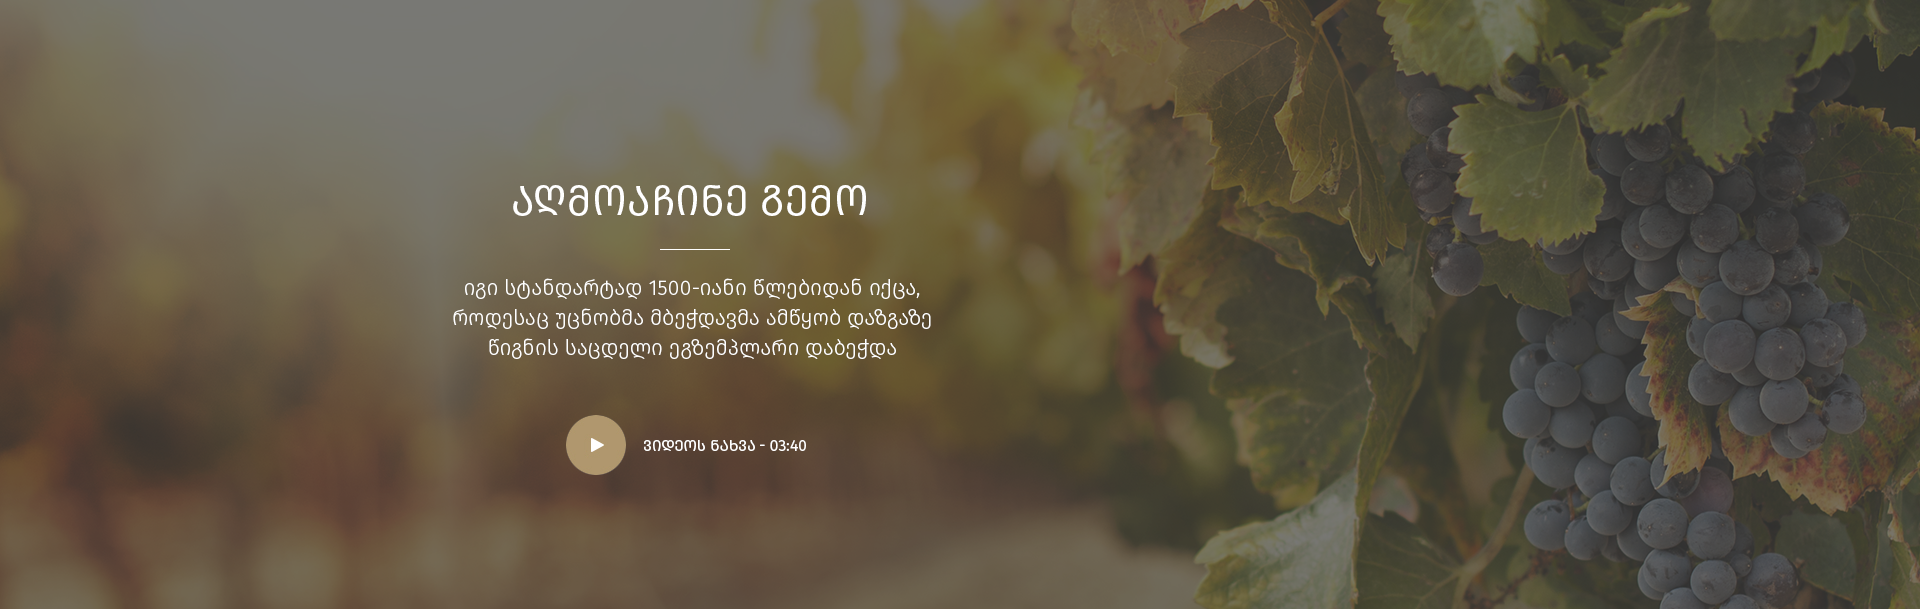 აღმოაჩინე გემო
იგი სტანდარტად 1500-იანი წლებიდან იქცა,
როდესაც უცნობმა მბეჭდავმა ამწყობ დაზგაზე
წიგნის საცდელი ეგზემპლარი დაბეჭდა
ვიდეოს ნახვა - 03:40